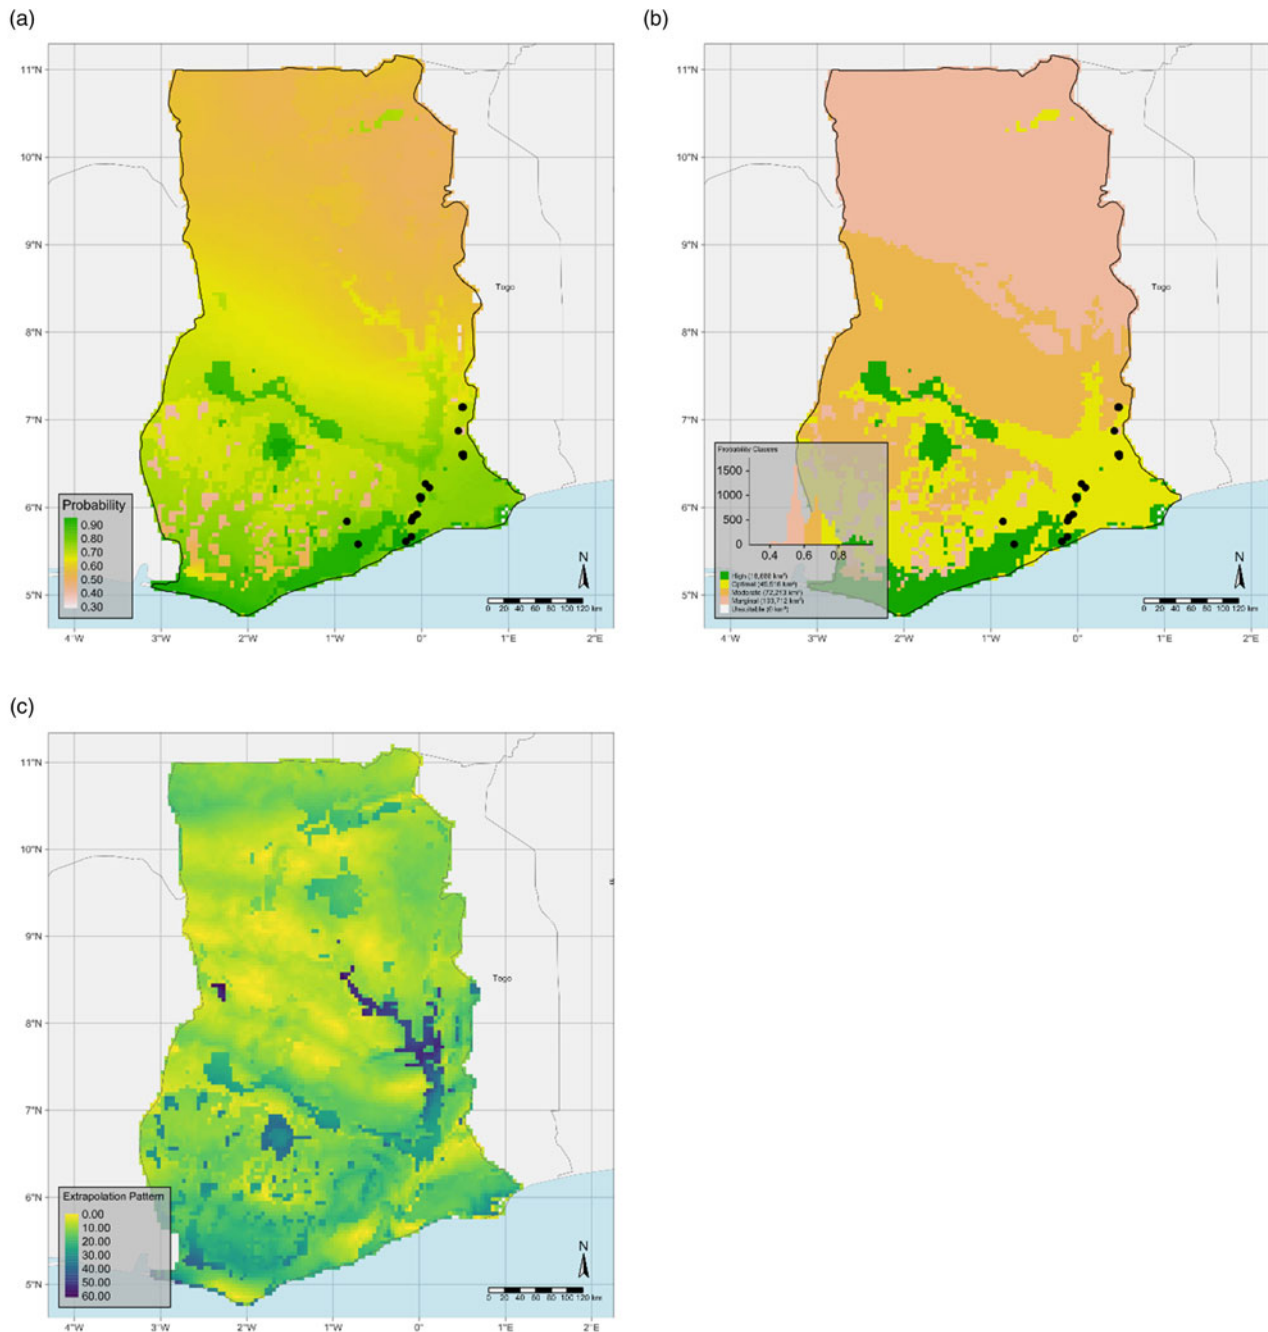 (a)
(b)
11°N
10°N
9°N
8°N
7°N
6°N
5°N
Togo
Probability
0.90
0.80
0.70
0.60
0.50
0.40
0.30
N
0 20 40 60 80 100 120 km
4°W
3°W
2°W
1°W
0°
1°E
2°E
11°N
10°N
9°N
8°N
7°N
6°N
5°N
Togo
Probability Classes
1500
1000
500
0
0.4
0.6
0.8
Marginal (133,712 km²)
N
0 20 40 60 80 100 120 km
4°W
3°W
2°W
1°W
0°
1°E
2°E
(c)
11°N
10°N
9°N
8°N
7°N
6°N
5°N
Togo
Extrapolation Pattern
0.00
10.00
20.00
30.00
40.00
50.00
60.00
N
0 20 40 60 80 100 120 km
4°W
3°W
2°W
1°W
0°
1°E
2°E